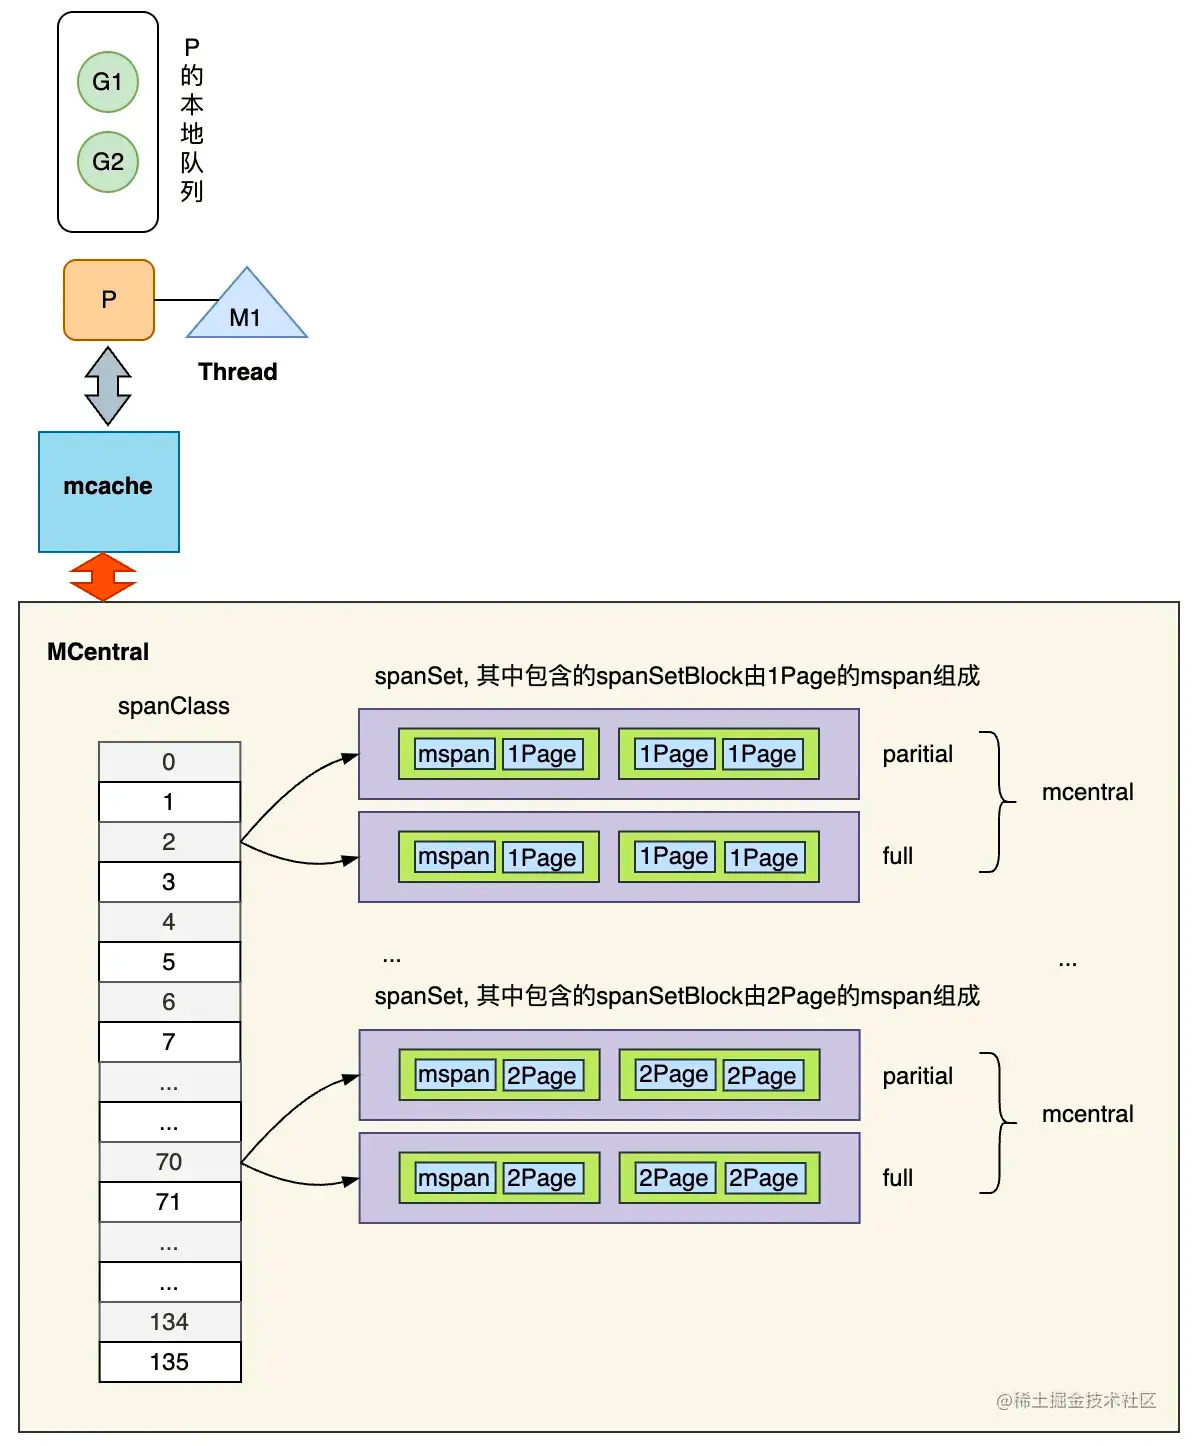 G1
G2
P的本地队列
P
M1
Thread
mcache
MCentral
spanClass
0
1
2
3
4
5
6
7
...
...
70
71
...
...
134
135
spanSet, 其中包含的spanSetBlock由1Page的mspan组成
mspan 1Page 1Page 1Page paritial
mspan 1Page 1Page 1Page full
mcentral
... ...
spanSet, 其中包含的spanSetBlock由2Page的mspan组成
mspan 2Page 2Page 2Page paritial
mspan 2Page 2Page 2Page full
mcentral
@稀土掘金技术社区